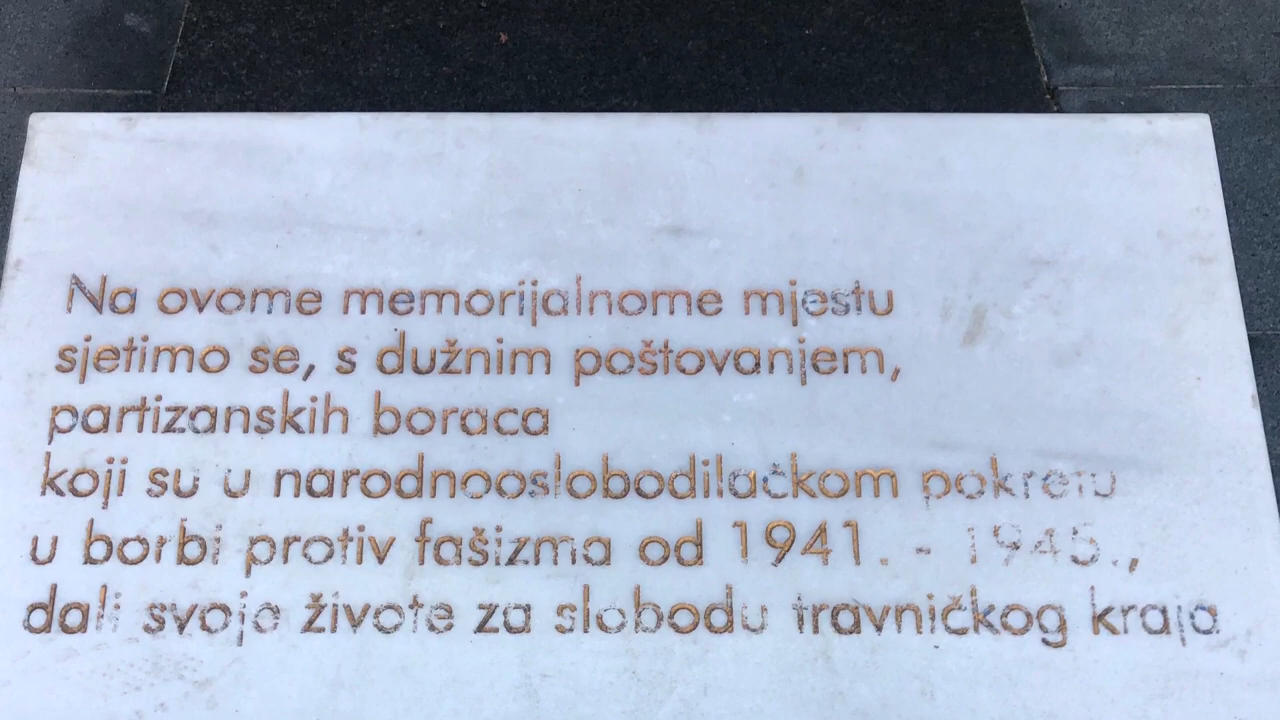 Na ovome memorijalnome mjestu
sjetimo se, s dužnim poštovanjem,
partizanskih boraca
koji su u narodnooslobodilačkom pokretu
u borbi protiv fašizma od 1941. - 1945.,
dali svoje živote za slobodu travničkog kraja